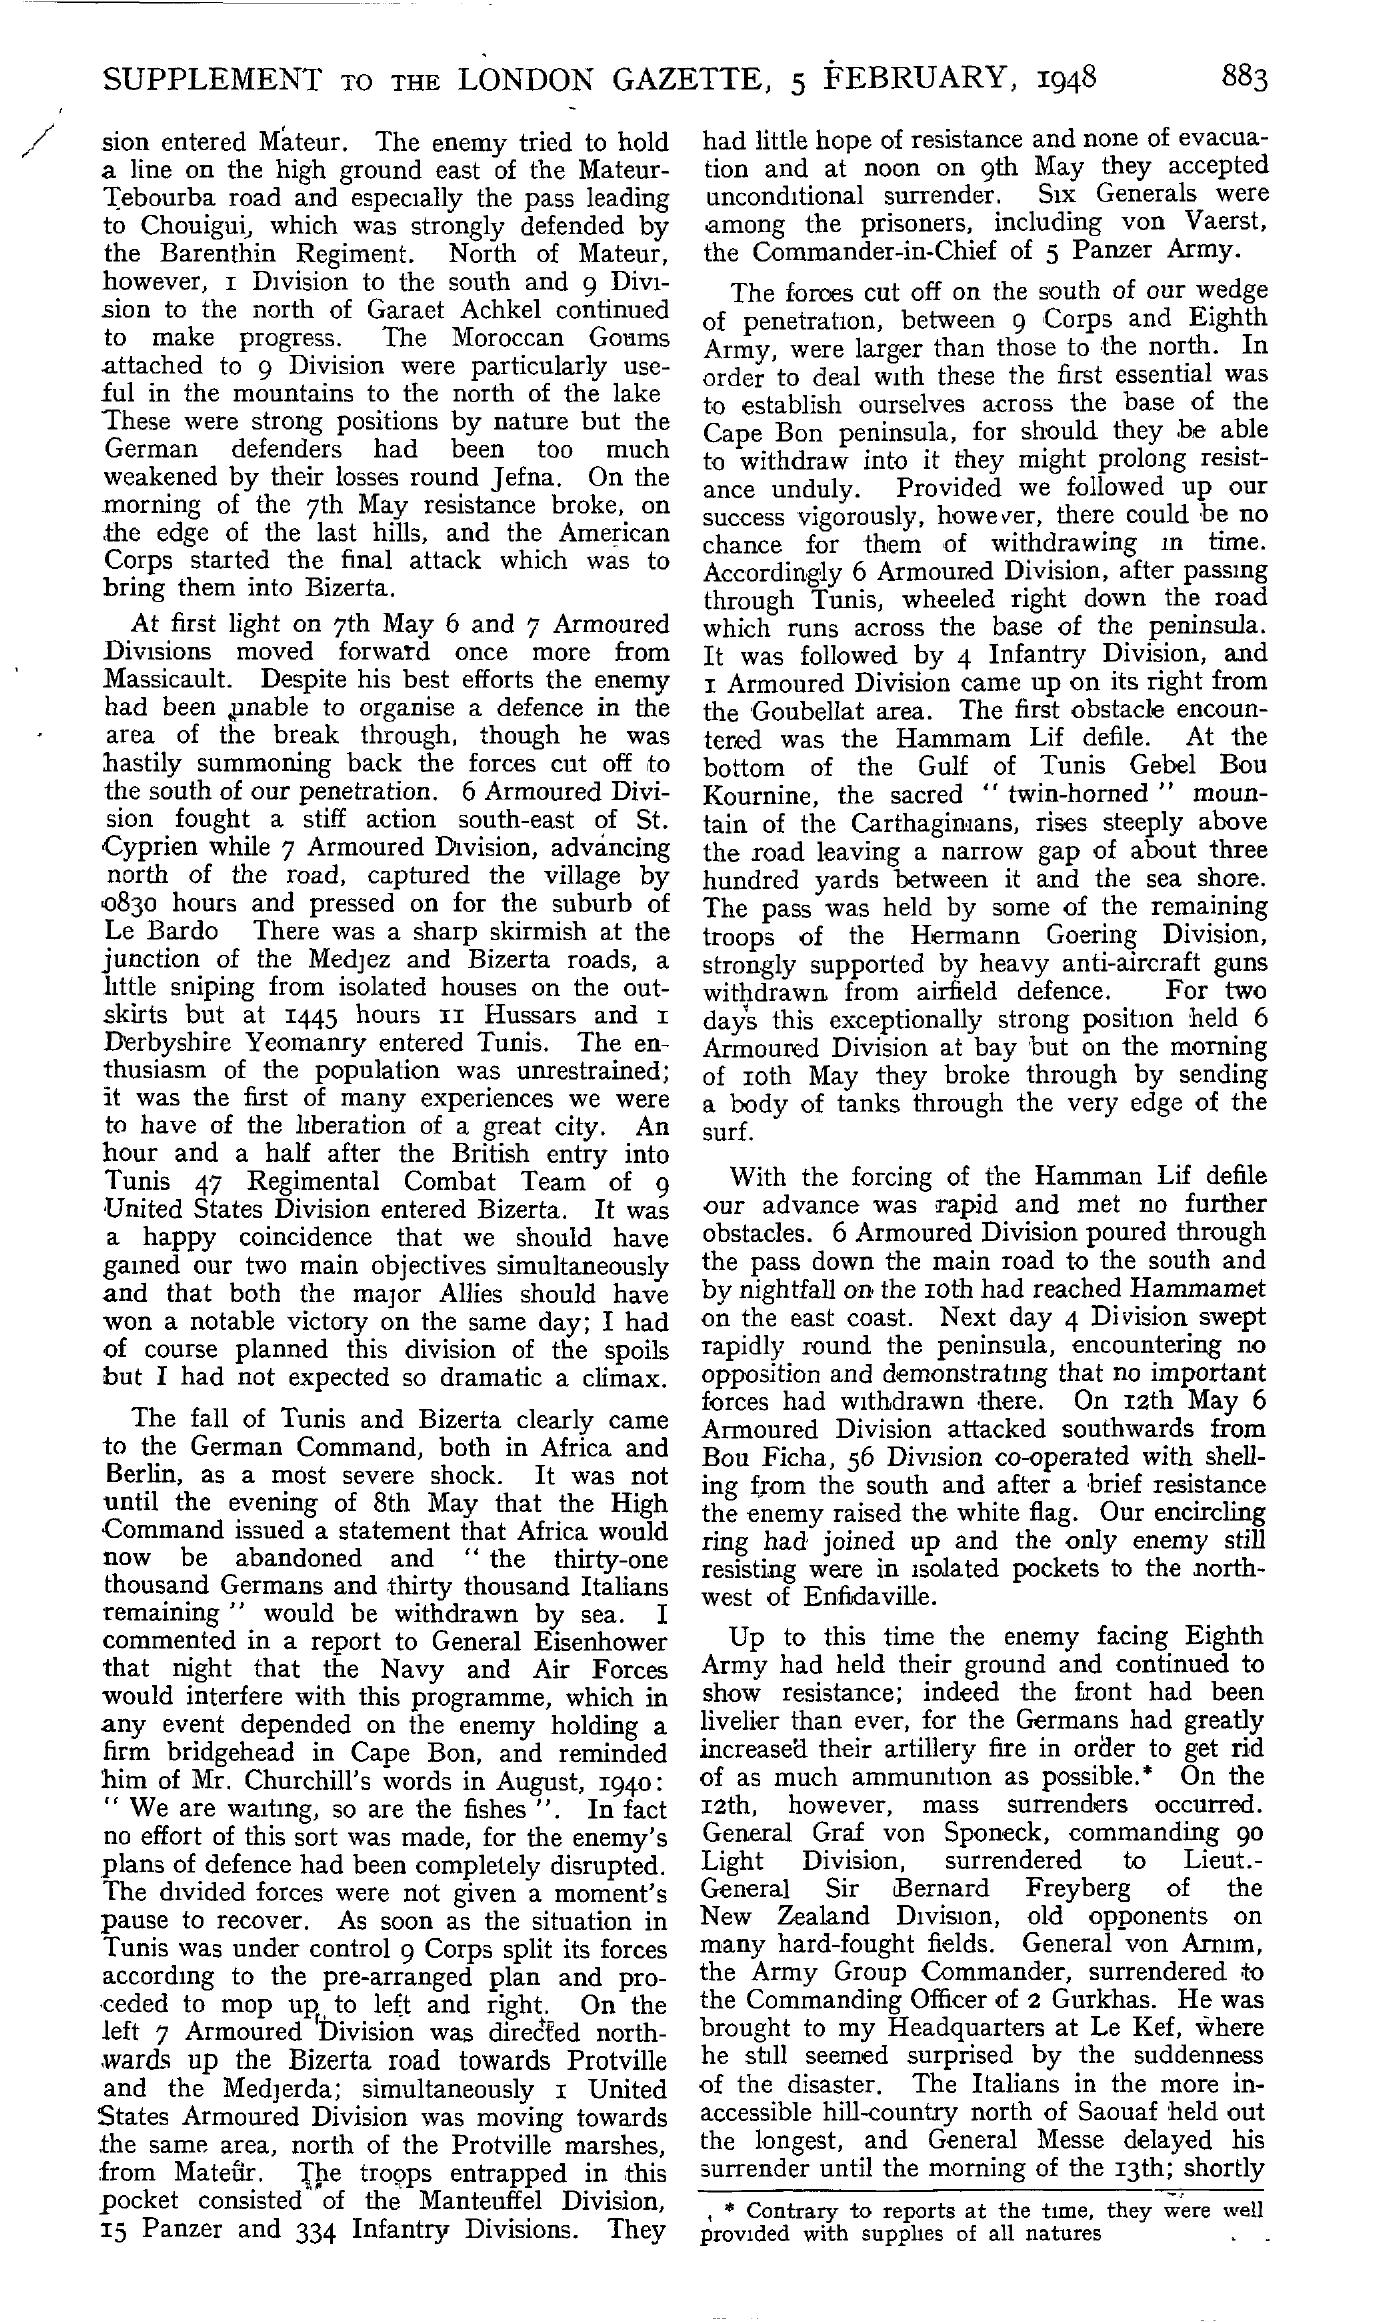 SUPPLEMENT TO THE LONDON GAZETTE, 5 FEBRUARY, 1948 883
sion entered Mateur. The enemy tried to hold
a line on the high ground east of the Mateur-
Tebourba road and especially the pass leading
to Chouigui, which was strongly defended by
the Barenthin Regiment. North of Mateur,
however, 1 Division to the south and 9 Divi-
sion to the north of Garaet Achkel continued
to make progress. The Moroccan Goums
attached to 9 Division were particularly use-
ful in the mountains to the north of the lake
These were strong positions by nature but the
German defenders had been too much
weakened by their losses round Jefna. On the
morning of the 7th May resistance broke, on
the edge of the last hills, and the American
Corps started the final attack which was to
bring them into Bizerta.
At first light on 7th May 6 and 7 Armoured
Divisions moved forward once more from
Massicault. Despite his best efforts the enemy
had been unable to organise a defence in the
area of the break through, though he was
hastily summoning back the forces cut off to
the south of our penetration. 6 Armoured Divi-
sion fought a stiff action south-east of St.
Cyprien while 7 Armoured Division, advancing
north of the road, captured the village by
0830 hours and pressed on for the suburb of
Le Bardo There was a sharp skirmish at the
junction of the Medjez and Bizerta roads, a
little sniping from isolated houses on the out-
skirts but at 1445 hours 11 Hussars and 1
Derbyshire Yeomanry entered Tunis. The en-
thusiasm of the population was unrestrained;
it was the first of many experiences we were
to have of the liberation of a great city. An
hour and a half after the British entry into
Tunis 47 Regimental Combat Team of 9
United States Division entered Bizerta. It was
a happy coincidence that we should have
gained our two main objectives simultaneously
and that both the major Allies should have
won a notable victory on the same day; I had
of course planned this division of the spoils
but I had not expected so dramatic a climax.
The fall of Tunis and Bizerta clearly came
to the German Command, both in Africa and
Berlin, as a most severe shock. It was not
until the evening of 8th May that the High
Command issued a statement that Africa would
now be abandoned and " the thirty-one
thousand Germans and thirty thousand Italians
remaining " would be withdrawn by sea. I
commented in a report to General Eisenhower
that night that the Navy and Air Forces
would interfere with this programme, which in
any event depended on the enemy holding a
firm bridgehead in Cape Bon, and reminded
him of Mr. Churchill's words in August, 1940:
" We are waiting, so are the fishes ". In fact
no effort of this sort was made, for the enemy's
plans of defence had been completely disrupted.
The divided forces were not given a moment's
pause to recover. As soon as the situation in
Tunis was under control 9 Corps split its forces
according to the pre-arranged plan and pro-
ceded to mop up to left and right. On the
left 7 Armoured Division was directed north-
wards up the Bizerta road towards Protville
and the Medjerda; simultaneously 1 United
States Armoured Division was moving towards
the same area, north of the Protville marshes,
from Mateur. The troops entrapped in this
pocket consisted of the Manteuffel Division,
15 Panzer and 334 Infantry Divisions. They
had little hope of resistance and none of evacua-
tion and at noon on 9th May they accepted
unconditional surrender. Six Generals were
among the prisoners, including von Vaerst,
the Commander-in-Chief of 5 Panzer Army.
The forces cut off on the south of our wedge
of penetration, between 9 Corps and Eighth
Army, were larger than those to the north. In
order to deal with these the first essential was
to establish ourselves across the base of the
Cape Bon peninsula, for should they be able
to withdraw into it they might prolong resist-
ance unduly. Provided we followed up our
success vigorously, however, there could be no
chance for them of withdrawing in time.
Accordingly 6 Armoured Division, after passing
through Tunis, wheeled right down the road
which runs across the base of the peninsula.
It was followed by 4 Infantry Division, and
1 Armoured Division came up on its right from
the Goubellat area. The first obstacle encoun-
tered was the Hammam Lif defile. At the
bottom of the Gulf of Tunis Gebel Bou
Kournine, the sacred " twin-horned " moun-
tain of the Carthaginians, rises steeply above
the road leaving a narrow gap of about three
hundred yards between it and the sea shore.
The pass was held by some of the remaining
troops of the Hermann Goering Division,
strongly supported by heavy anti-aircraft guns
withdrawn from airfield defence. For two
days this exceptionally strong position held 6
Armoured Division at bay but on the morning
of 10th May they broke through by sending
a body of tanks through the very edge of the
surf.
With the forcing of the Hamman Lif defile
our advance was rapid and met no further
obstacles. 6 Armoured Division poured through
the pass down the main road to the south and
by nightfall on the 10th had reached Hammamet
on the east coast. Next day 4 Division swept
rapidly round the peninsula, encountering no
opposition and demonstrating that no important
forces had withdrawn there. On 12th May 6
Armoured Division attacked southwards from
Bou Ficha, 56 Division co-operated with shell-
ing from the south and after a brief resistance
the enemy raised the white flag. Our encircling
ring had joined up and the only enemy still
resisting were in isolated pockets to the north-
west of Enfidaville.
Up to this time the enemy facing Eighth
Army had held their ground and continued to
show resistance; indeed the front had been
livelier than ever, for the Germans had greatly
increased their artillery fire in order to get rid
of as much ammunition as possible.* On the
12th, however, mass surrenders occurred.
General Graf von Sponeck, commanding 90
Light Division, surrendered to Lieut.-
General Sir Bernard Freyberg of the
New Zealand Division, old opponents on
many hard-fought fields. General von Arnim,
the Army Group Commander, surrendered to
the Commanding Officer of 2 Gurkhas. He was
brought to my Headquarters at Le Kef, where
he still seemed surprised by the suddenness
of the disaster. The Italians in the more in-
accessible hill-country north of Saouaf held out
the longest, and General Messe delayed his
surrender until the morning of the 13th; shortly
* Contrary to reports at the time, they were well
provided with supplies of all natures